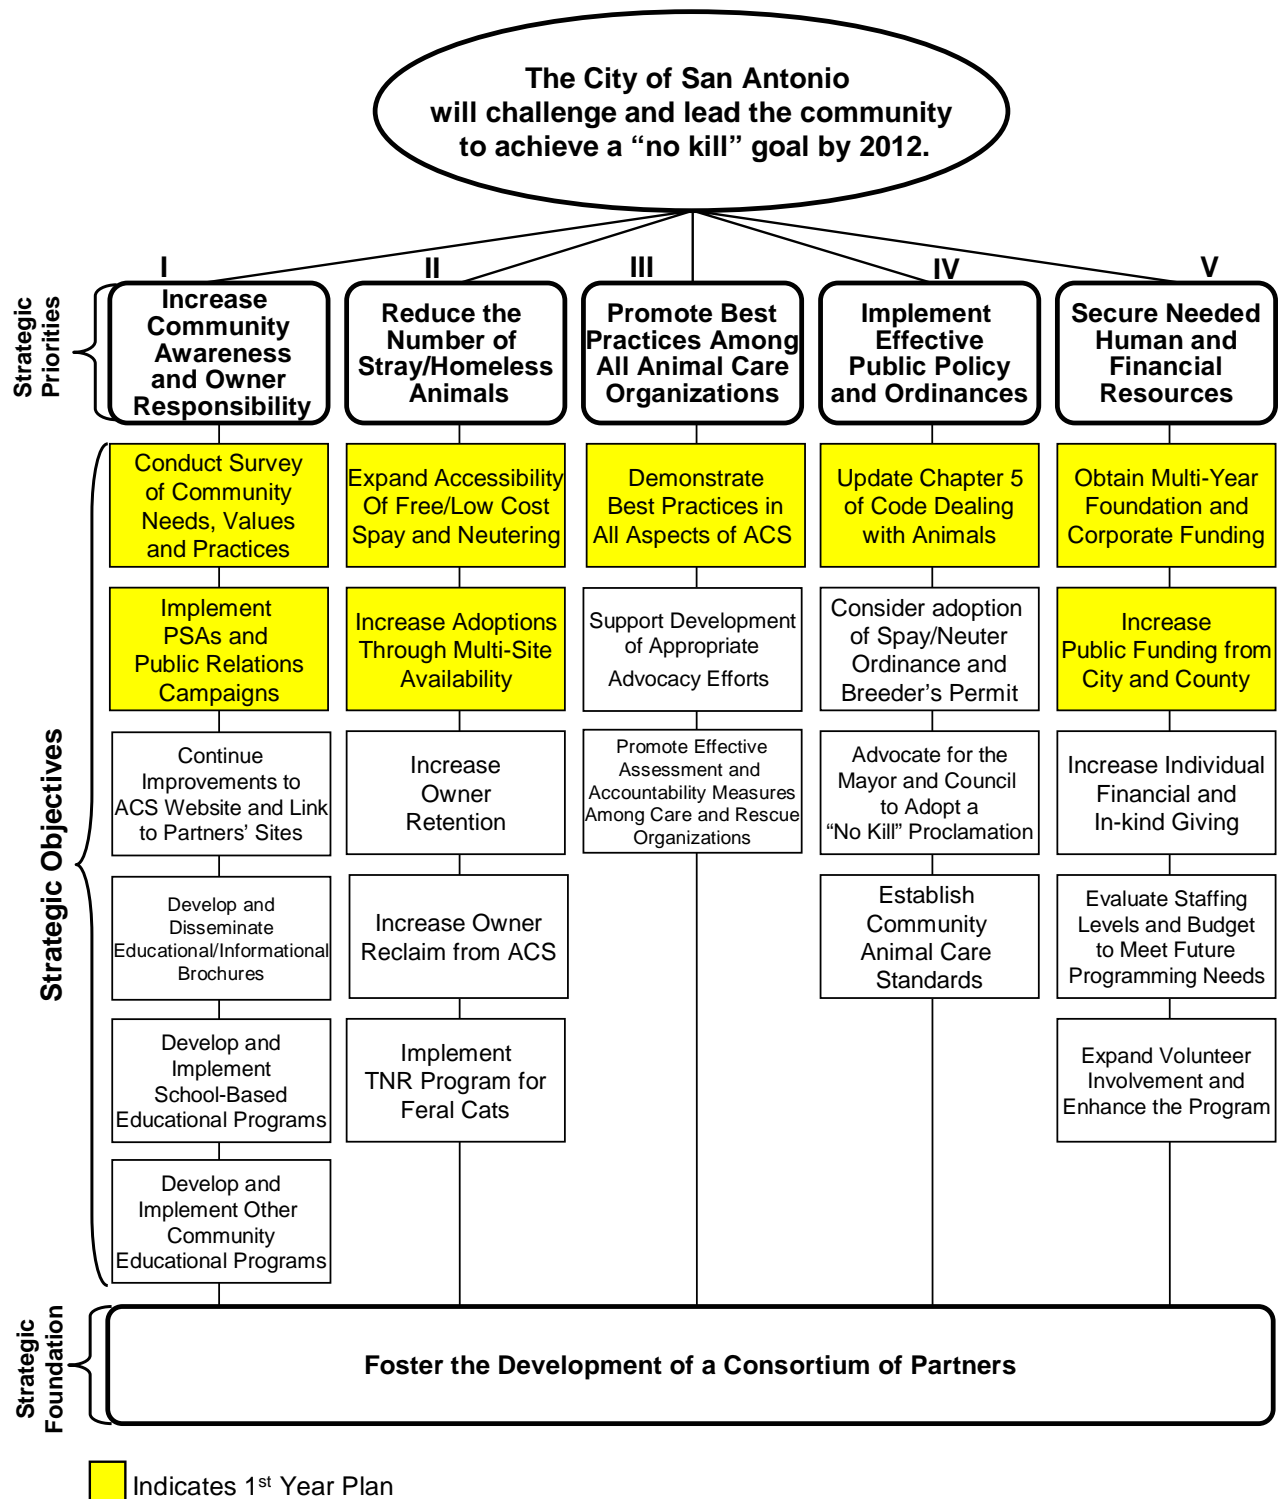 The City of San Antonio
will challenge and lead the community
to achieve a “no kill” goal by 2012.
Strategic
Priorities
I
Increase
Community
Awareness
and Owner
Responsibility
II
Reduce the
Number of
Stray/Homeless
Animals
III
Promote Best
Practices Among
All Animal Care
Organizations
IV
Implement
Effective
Public Policy
and Ordinances
V
Secure Needed
Human and
Financial
Resources
Strategic Objectives
Conduct Survey
of Community
Needs, Values
and Practices
Implement
PSAs and
Public Relations
Campaigns
Continue
Improvements to
ACS Website and Link
to Partners’ Sites
Develop and
Disseminate
Educational/Informational
Brochures
Develop and
Implement
School-Based
Educational Programs
Develop and
Implement Other
Community
Educational Programs
Expand Accessibility
Of Free/Low Cost
Spay and Neutering
Increase Adoptions
Through Multi-Site
Availability
Increase
Owner
Retention
Increase Owner
Reclaim from ACS
Implement
TNR Program for
Feral Cats
Demonstrate
Best Practices in
All Aspects of ACS
Support Development
of Appropriate
Advocacy Efforts
Promote Effective
Assessment and
Accountability Measures
Among Care and Rescue
Organizations
Update Chapter 5
of Code Dealing
with Animals
Consider adoption
of Spay/Neuter
Ordinance and
Breeder’s Permit
Advocate for the
Mayor and Council
to Adopt a
“No Kill” Proclamation
Establish
Community
Animal Care
Standards
Obtain Multi-Year
Foundation and
Corporate Funding
Increase
Public Funding from
City and County
Increase Individual
Financial and
In-kind Giving
Evaluate Staffing
Levels and Budget
to Meet Future
Programming Needs
Expand Volunteer
Involvement and
Enhance the Program
Strategic
Foundation
Foster the Development of a Consortium of Partners
Indicates 1st Year Plan